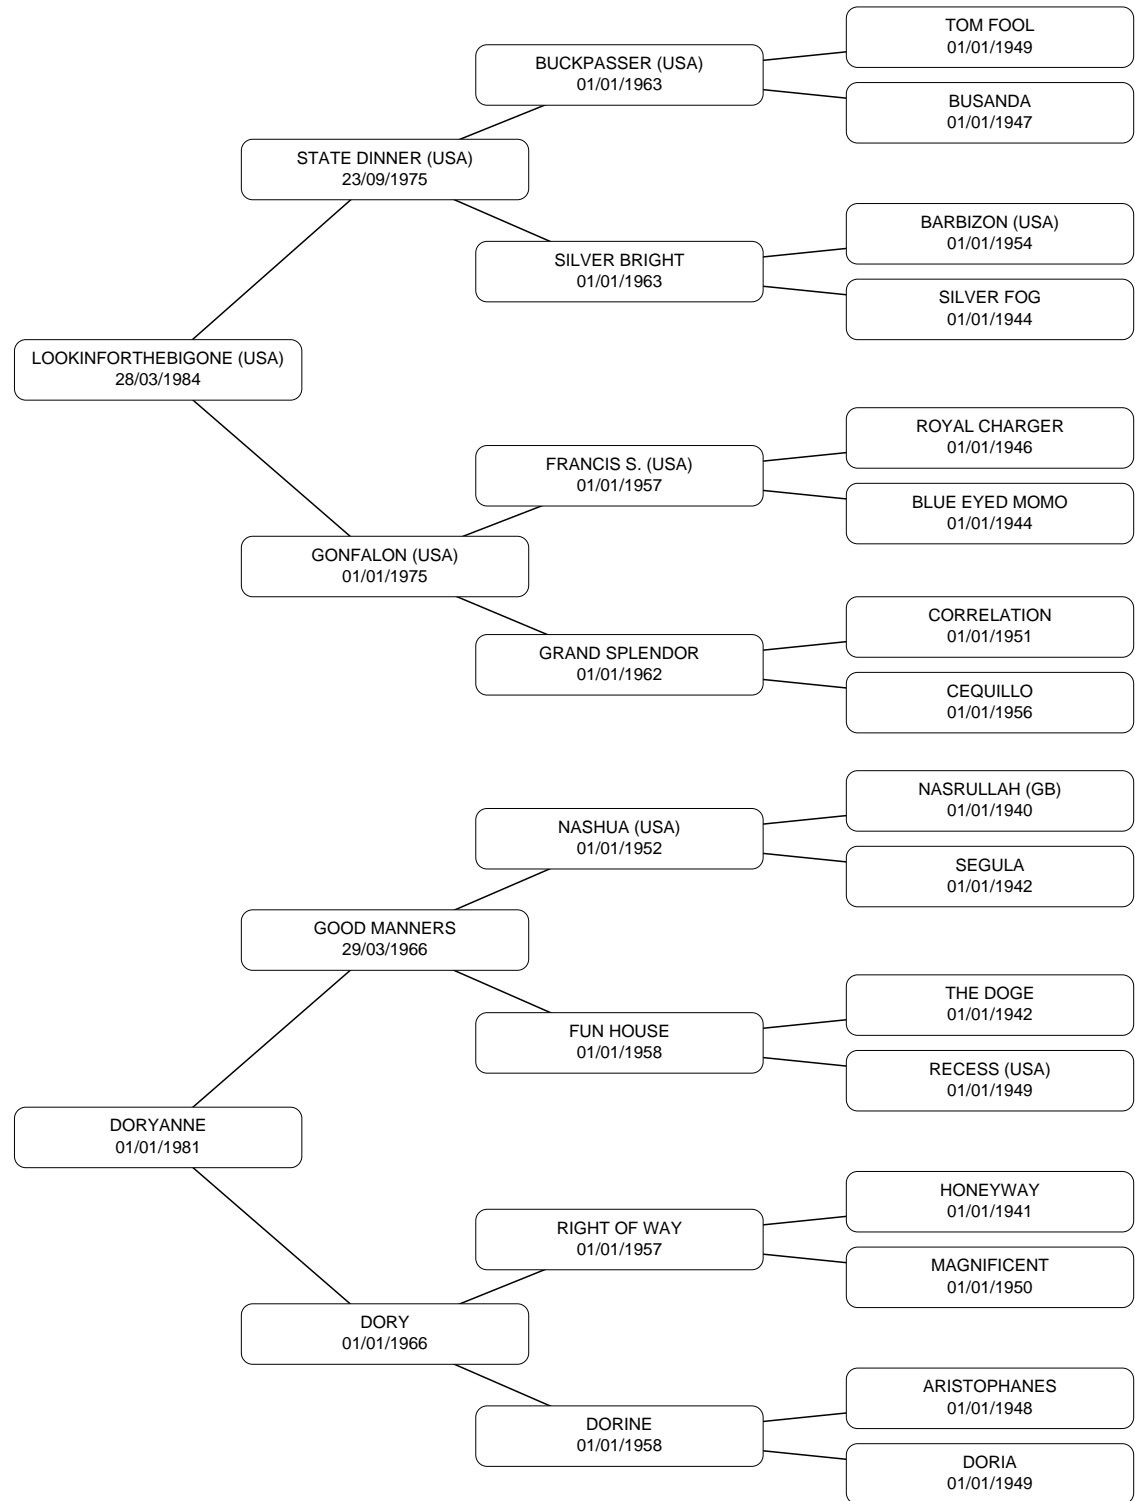 TOM FOOL
01/01/1949
BUCKPASSER (USA)
01/01/1963
BUSANDA
01/01/1947
STATE DINNER (USA)
23/09/1975
BARBIZON (USA)
01/01/1954
SILVER BRIGHT
01/01/1963
SILVER FOG
01/01/1944
LOOKINFORTHEBIGONE (USA)
28/03/1984
ROYAL CHARGER
01/01/1946
FRANCIS S. (USA)
01/01/1957
BLUE EYED MOMO
01/01/1944
GONFALON (USA)
01/01/1975
CORRELATION
01/01/1951
GRAND SPLENDOR
01/01/1962
CEQUILLO
01/01/1956
NASRULLAH (GB)
01/01/1940
NASHUA (USA)
01/01/1952
SEGULA
01/01/1942
GOOD MANNERS
29/03/1966
THE DOGE
01/01/1942
FUN HOUSE
01/01/1958
RECESS (USA)
01/01/1949
DORYANNE
01/01/1981
HONEYWAY
01/01/1941
RIGHT OF WAY
01/01/1957
MAGNIFICENT
01/01/1950
DORY
01/01/1966
ARISTOPHANES
01/01/1948
DORINE
01/01/1958
DORIA
01/01/1949